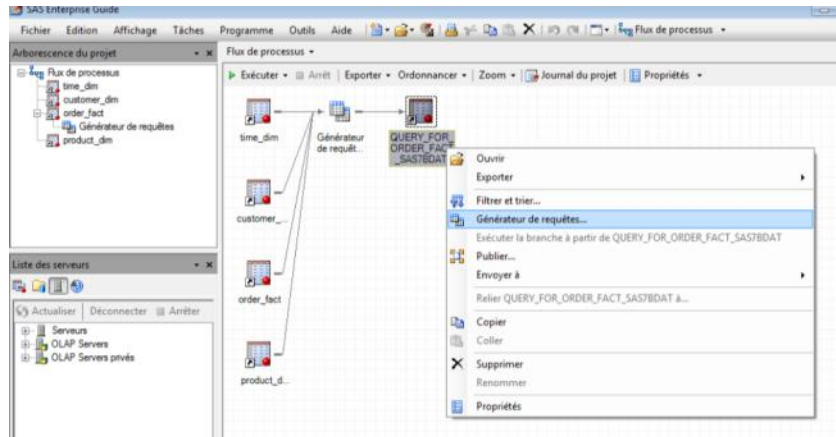 SAS Enterprise Guide
Fichier Edition Affichage Tâches Programme Outils Aide Flux de processus
Arborescence du projet
Flux de processus
time_dim
customer_dim
order_fact
Générateur de requêtes
product_dim
Liste des serveurs
Actualiser Déconnecter Arrêter
Serveurs
OLAP Servers
OLAP Servers privés
Flux de processus
Exécuter Arrêt Exporter Ordonnancer Zoom Journal du projet Propriétés
time_dim
Générateur
de requêt...
QUERY_FOR_
ORDER_FACT
_SAS7BDAT
customer_...
order_fact
product_d...
Ouvrir
Exporter
Filtrer et trier...
Générateur de requêtes...
Exécuter la branche à partir de QUERY_FOR_ORDER_FACT_SAS7BDAT
Publier...
Envoyer à
Relier QUERY_FOR_ORDER_FACT_SAS7BDAT à...
Copier
Coller
Supprimer
Renommer
Propriétés